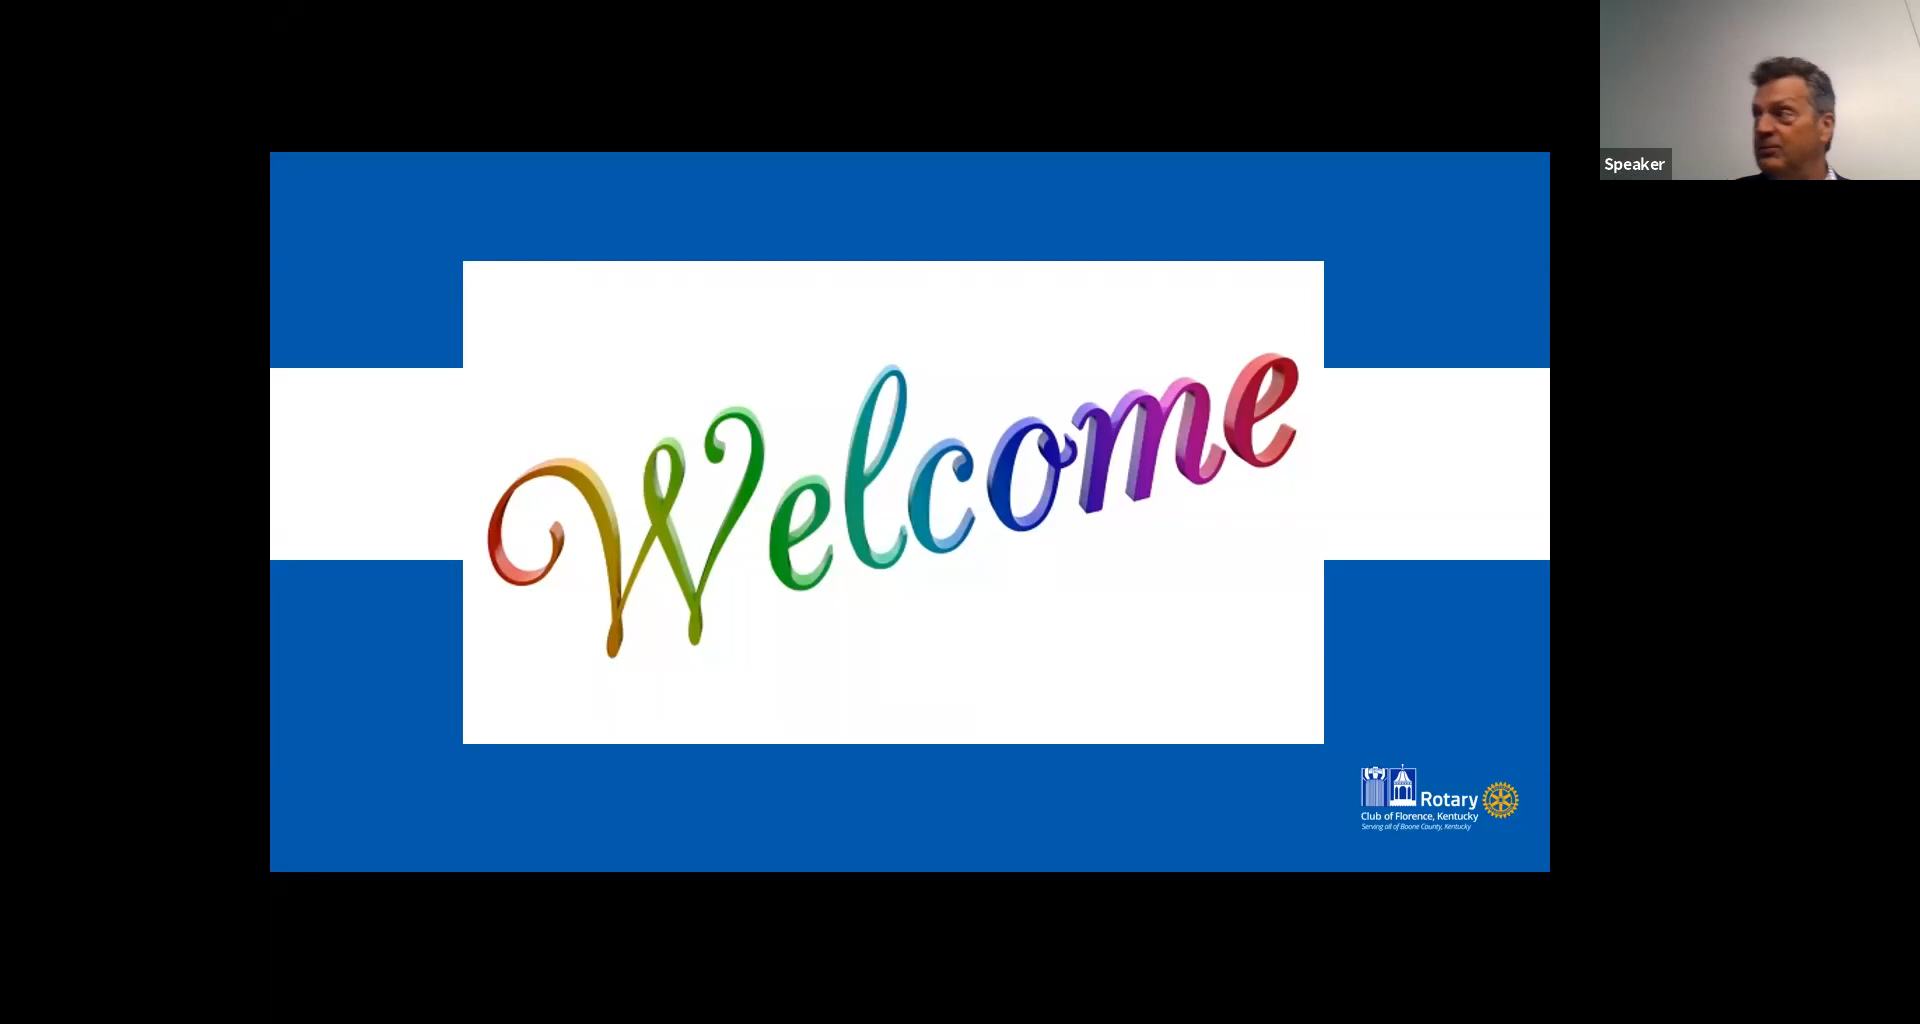 Speaker
Welcome
Rotary
Club of Florence, Kentucky
Serving all of Boone County, Kentucky